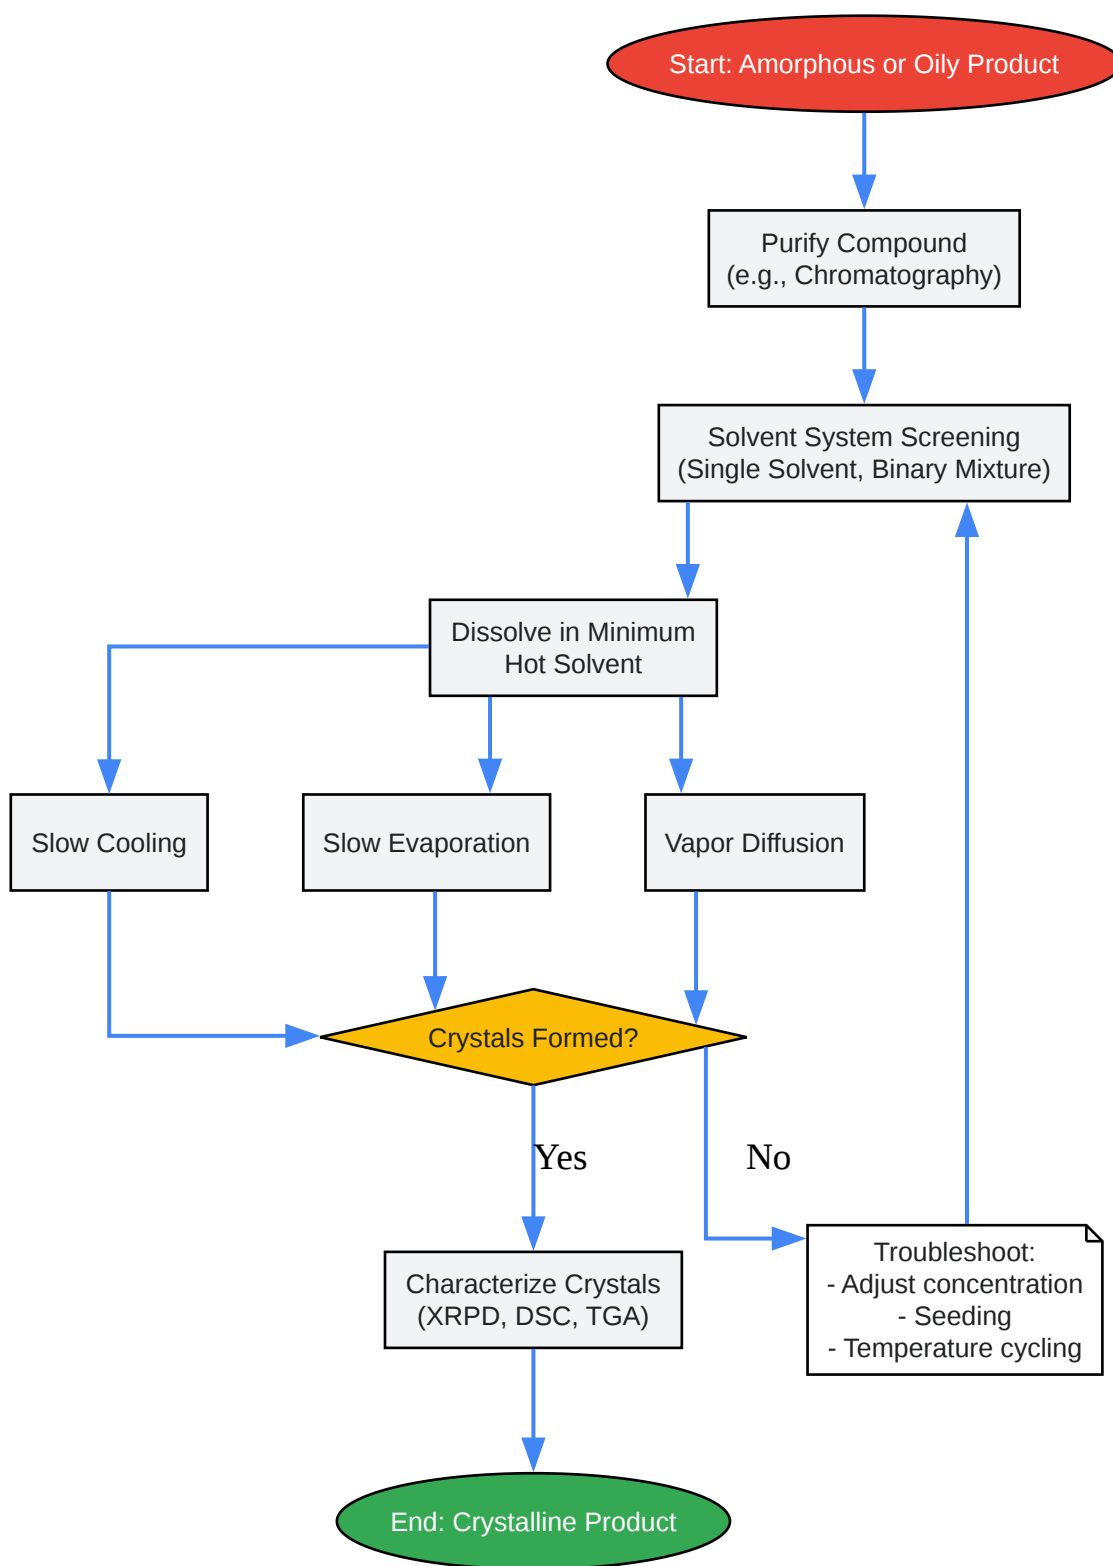 Start: Amorphous or Oily Product
Purify Compound
(e.g., Chromatography)
Solvent System Screening
(Single Solvent, Binary Mixture)
Dissolve in Minimum
Hot Solvent
Slow Cooling
Slow Evaporation
Vapor Diffusion
Crystals Formed?
Yes
No
Troubleshoot:
- Adjust concentration
- Seeding
- Temperature cycling
Characterize Crystals
(XRPD, DSC, TGA)
End: Crystalline Product